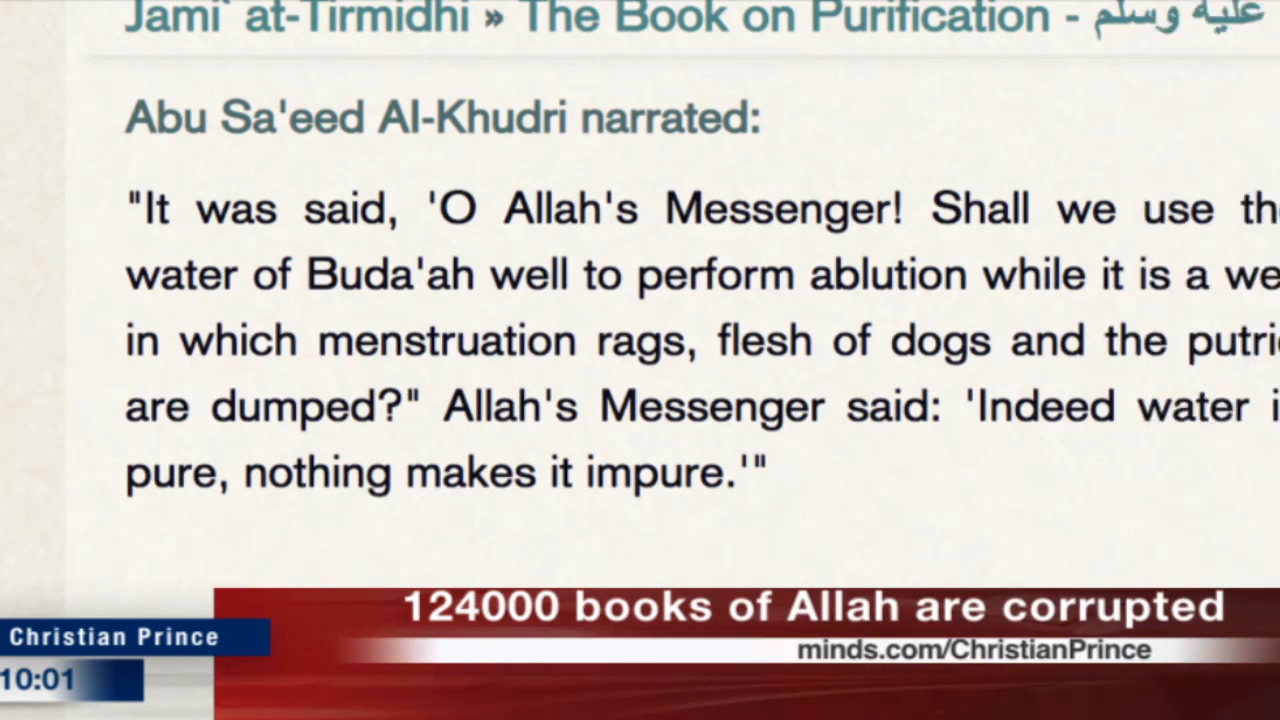 Jami` at-Tirmidhi » The Book on Purification - عليه وسلم
Abu Sa'eed Al-Khudri narrated:
"It was said, 'O Allah's Messenger! Shall we use
water of Buda'ah well to perform ablution while it is a
in which menstruation rags, flesh of dogs and the
are dumped?" Allah's Messenger said: 'Indeed water
pure, nothing makes it impure.'"
124000 books of Allah are corrupted
Christian Prince
minds.com/ChristianPrince
10:01